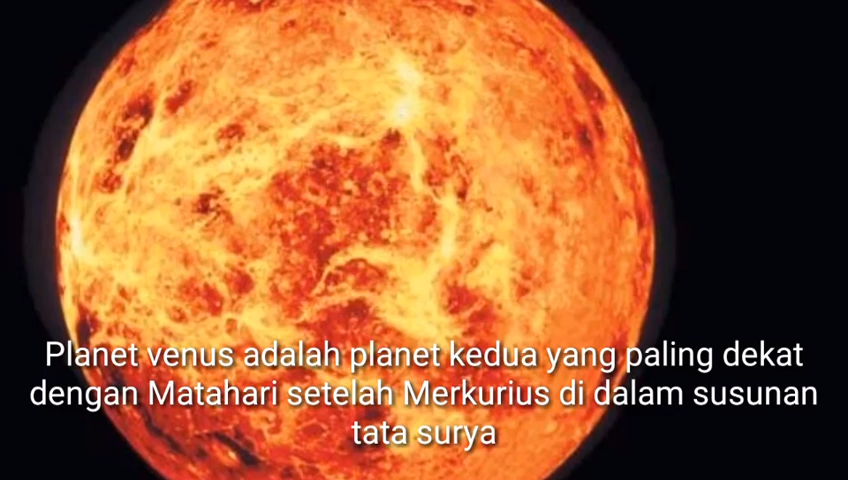 Planet venus adalah planet kedua yang paling dekat
dengan Matahari setelah Merkurius di dalam susunan
tata surya